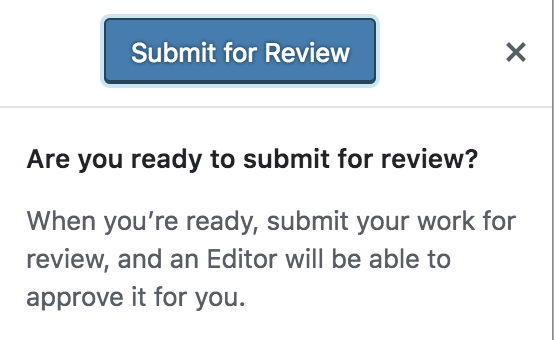 Submit for Review
Are you ready to submit for review?
When you’re ready, submit your work for
review, and an Editor will be able to
approve it for you.